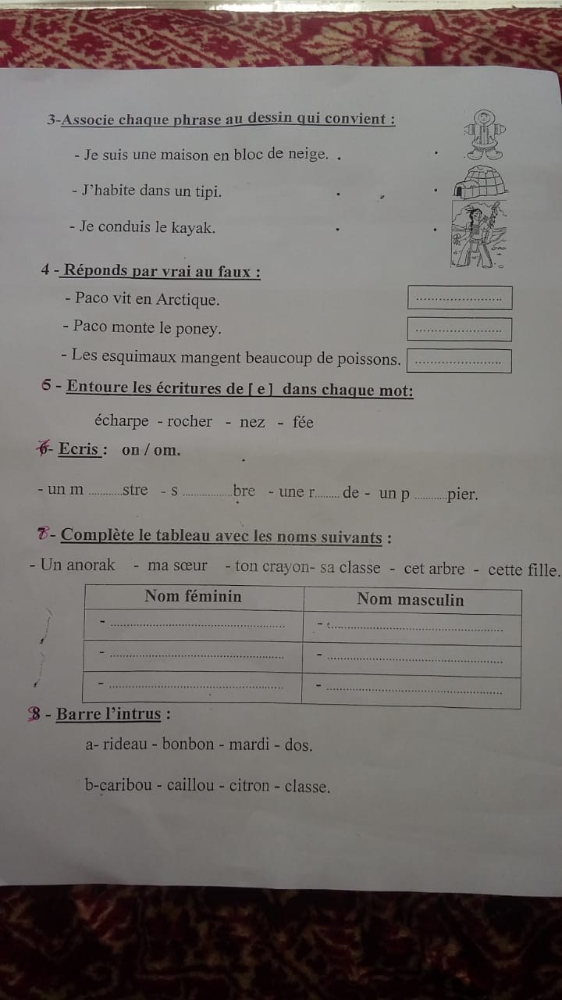 3-Associe chaque phrase au dessin qui convient :
- Je suis une maison en bloc de neige. .
- J'habite dans un tipi.
- Je conduis le kayak.
4 - Réponds par vrai au faux :
- Paco vit en Arctique. ........................
- Paco monte le poney. ........................
- Les esquimaux mangent beaucoup de poissons. ........................
5 - Entoure les écritures de [ e ] dans chaque mot:
écharpe - rocher - nez - fée
- Ecris : on / om.
- un m ...........stre - s ................bre - une r........ de - un p ...........pier.
- Complète le tableau avec les noms suivants :
- Un anorak - ma sœur - ton crayon- sa classe - cet arbre - cette fille.
Nom féminin Nom masculin
- ........................ - ........................
- ........................ - ........................
- ........................ - ........................
- Barre l'intrus :
a- rideau - bonbon - mardi - dos.
b-caribou - caillou - citron - classe.